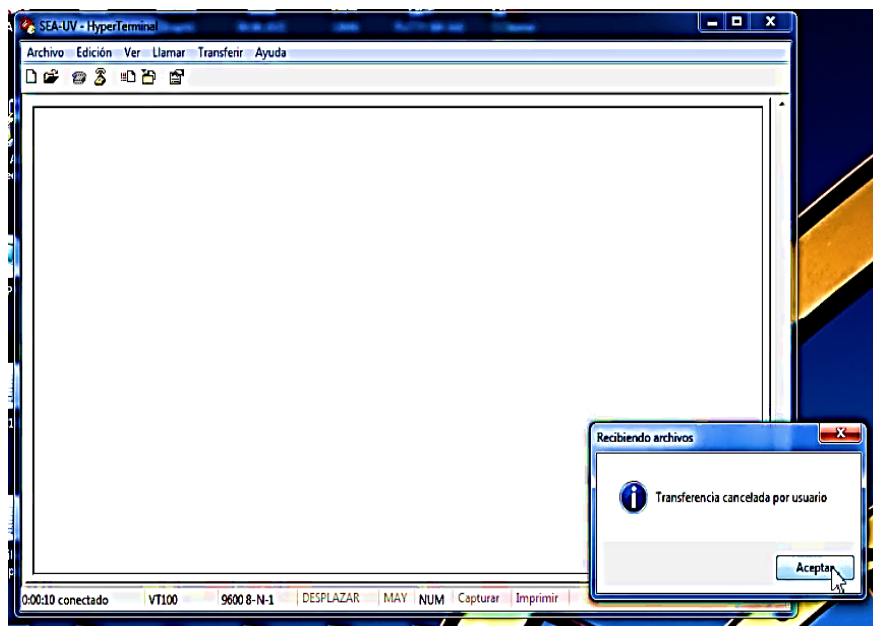 SEA-UV - HyperTerminal
Archivo Edición Ver Llamar Transferir Ayuda
Recibiendo archivos
Transferencia cancelada por usuario
Aceptar
0:00:10 conectado VT100 9600 8-N-1 DESPLAZAR MAY NUM Capturar Imprimir